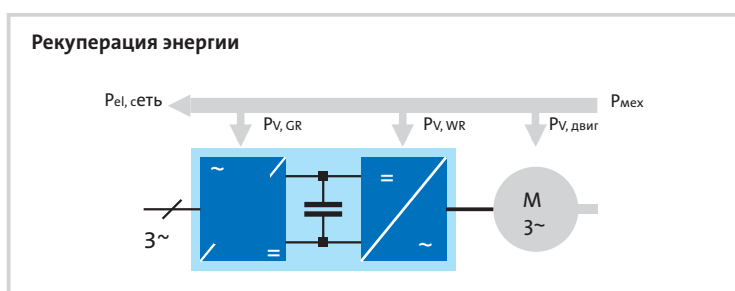 Рекуперация энергии
Pel, сеть
Pмех
PV, GR
PV, WR
PV, двиг
~
=
=
~
M
3~
3~